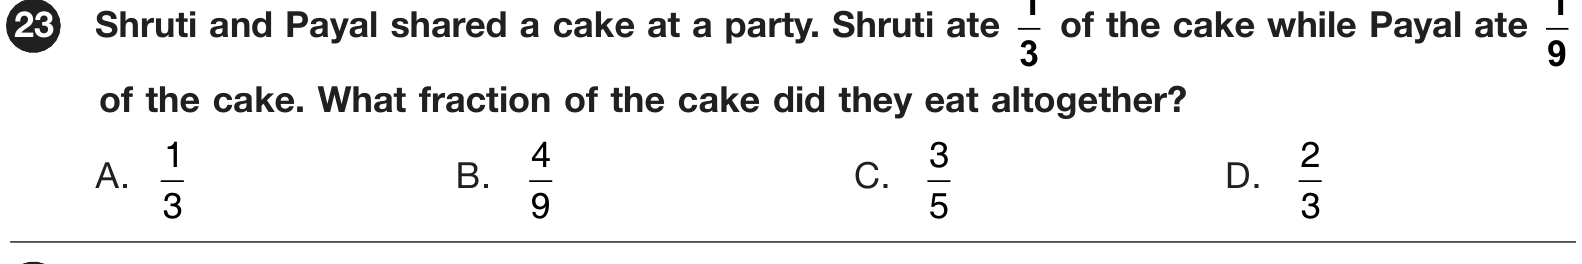 23 Shruti and Payal shared a cake at a party. Shruti ate 1/3 of the cake while Payal ate 1/9
of the cake. What fraction of the cake did they eat altogether?
A. 1/3 B. 4/9 C. 3/5 D. 2/3